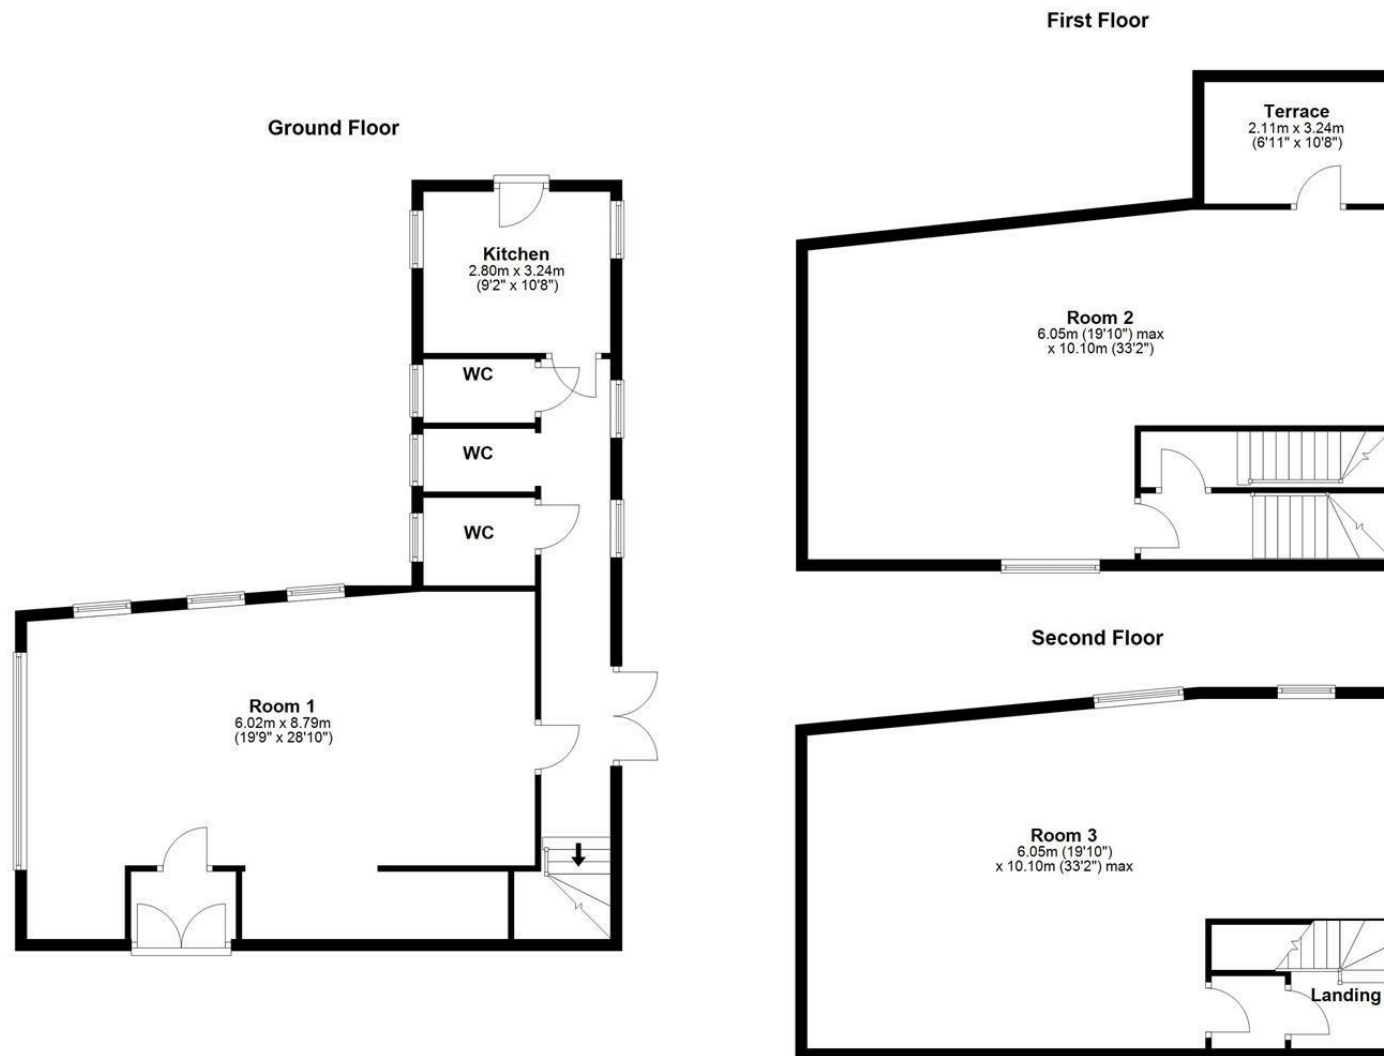 Ground Floor
Kitchen
2.80m x 3.24m
(9'2" x 10'8")
WC
WC
WC
Room 1
6.02m x 8.79m
(19'9" x 28'10")
First Floor
Terrace
2.11m x 3.24m
(6'11" x 10'8")
Room 2
6.05m (19'10") max
x 10.10m (33'2")
Second Floor
Room 3
6.05m (19'10")
x 10.10m (33'2") max
Landing